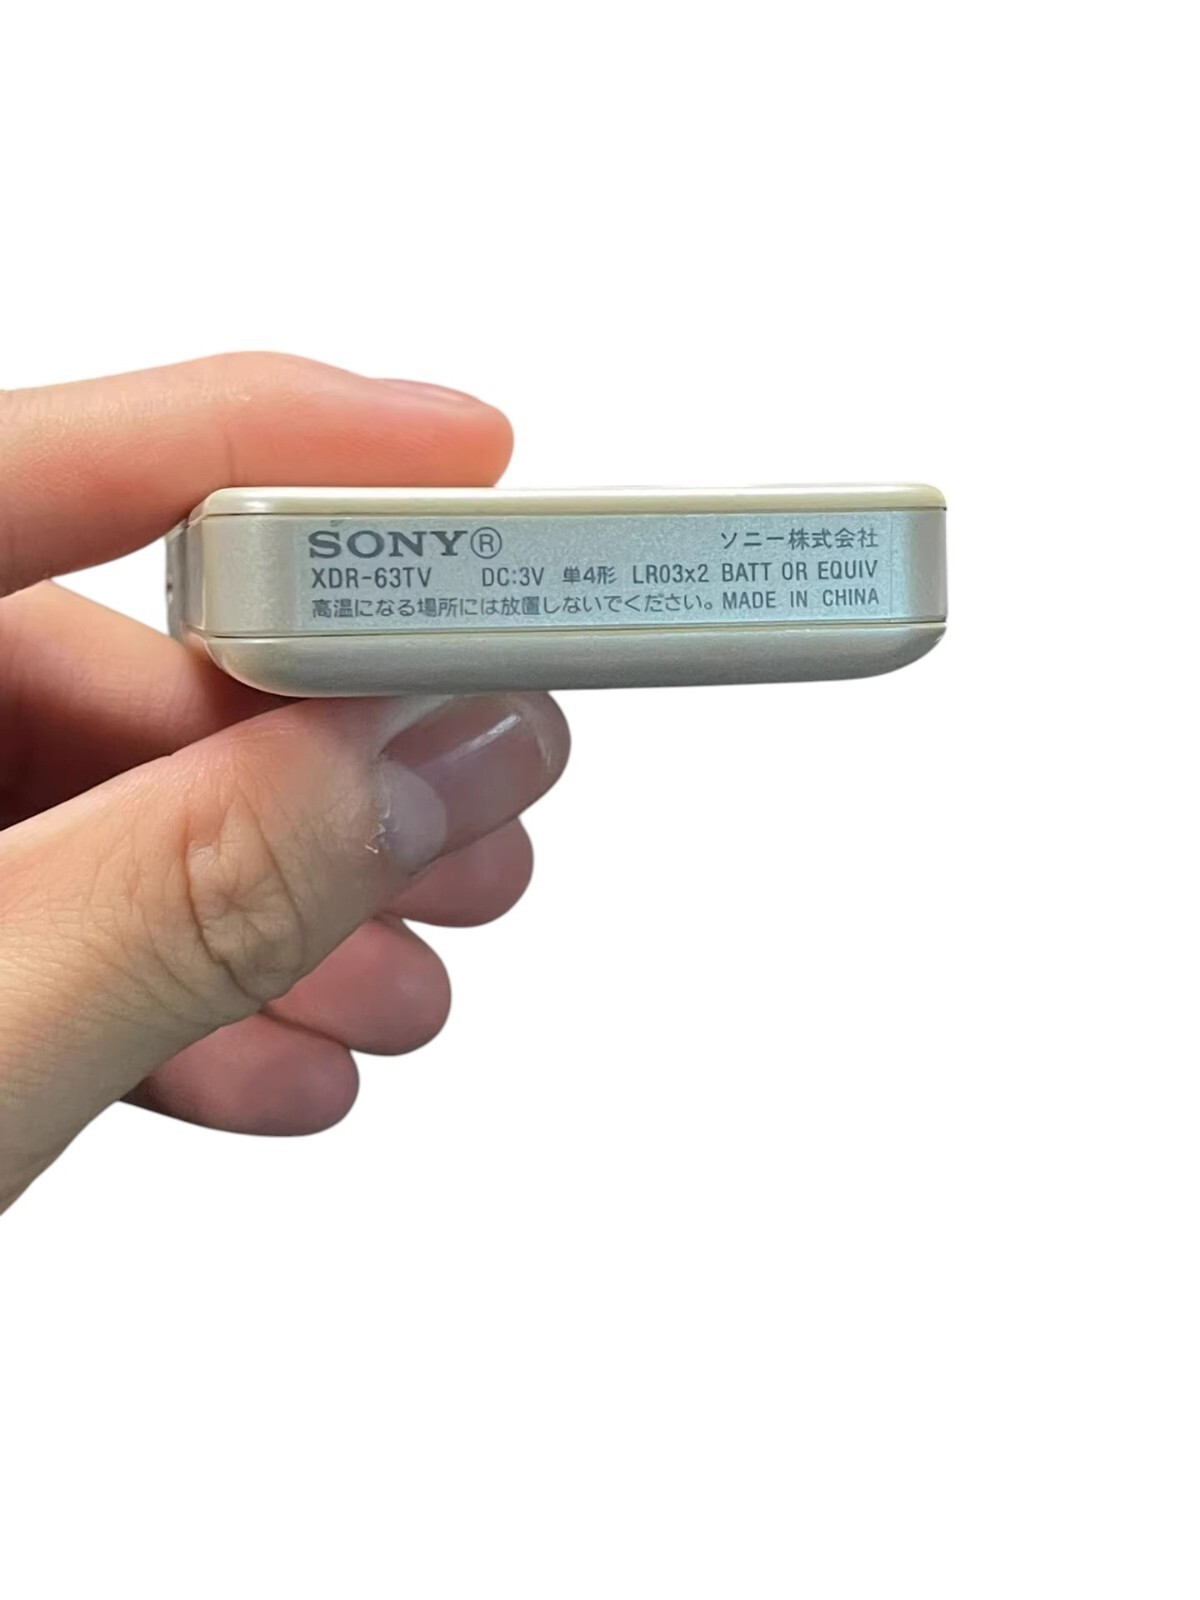 SONY® ソニー株式会社
XDR-63TV DC:3V 単4形 LR03x2 BATT OR EQUIV
高温になる場所には放置しないでください。MADE IN CHINA